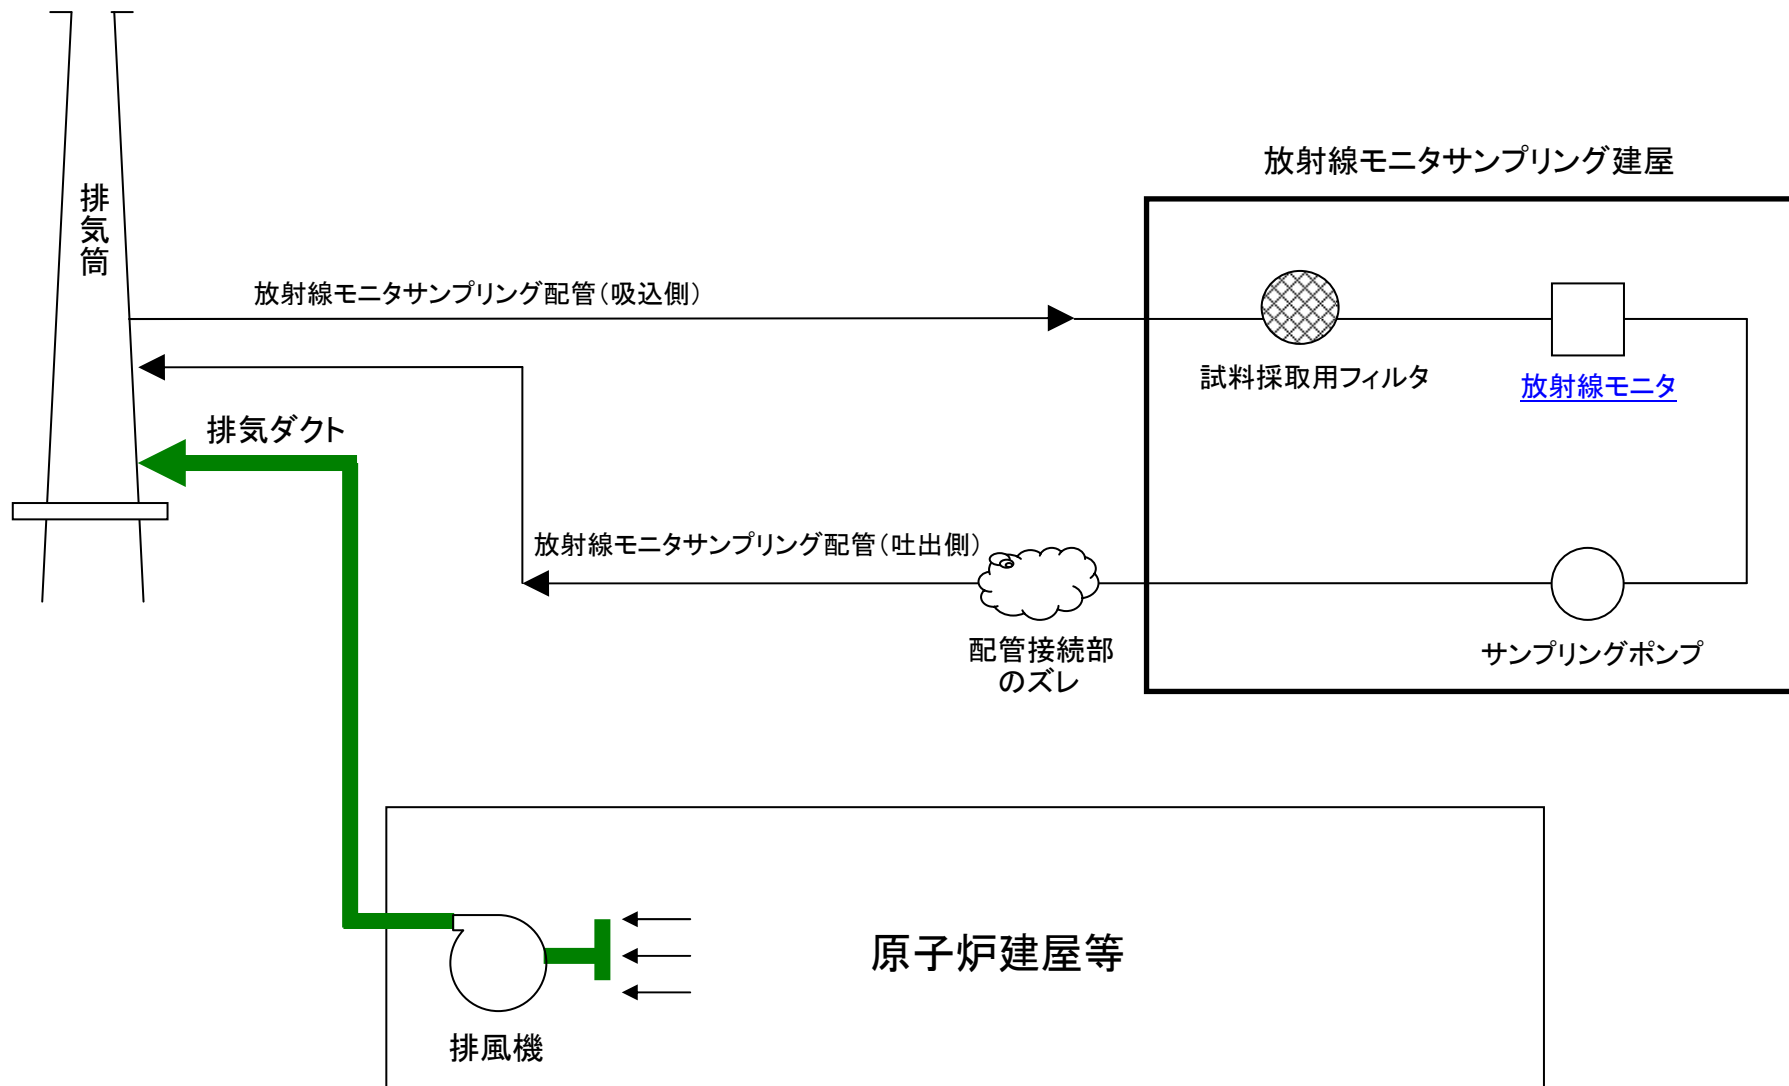 放射線モニタサンプリング建屋
排気筒
放射線モニタサンプリング配管（吸込側）
試料採取用フィルタ
放射線モニタ
排気ダクト
放射線モニタサンプリング配管（吐出側）
配管接続部
のズレ
サンプリングポンプ
原子炉建屋等
排風機